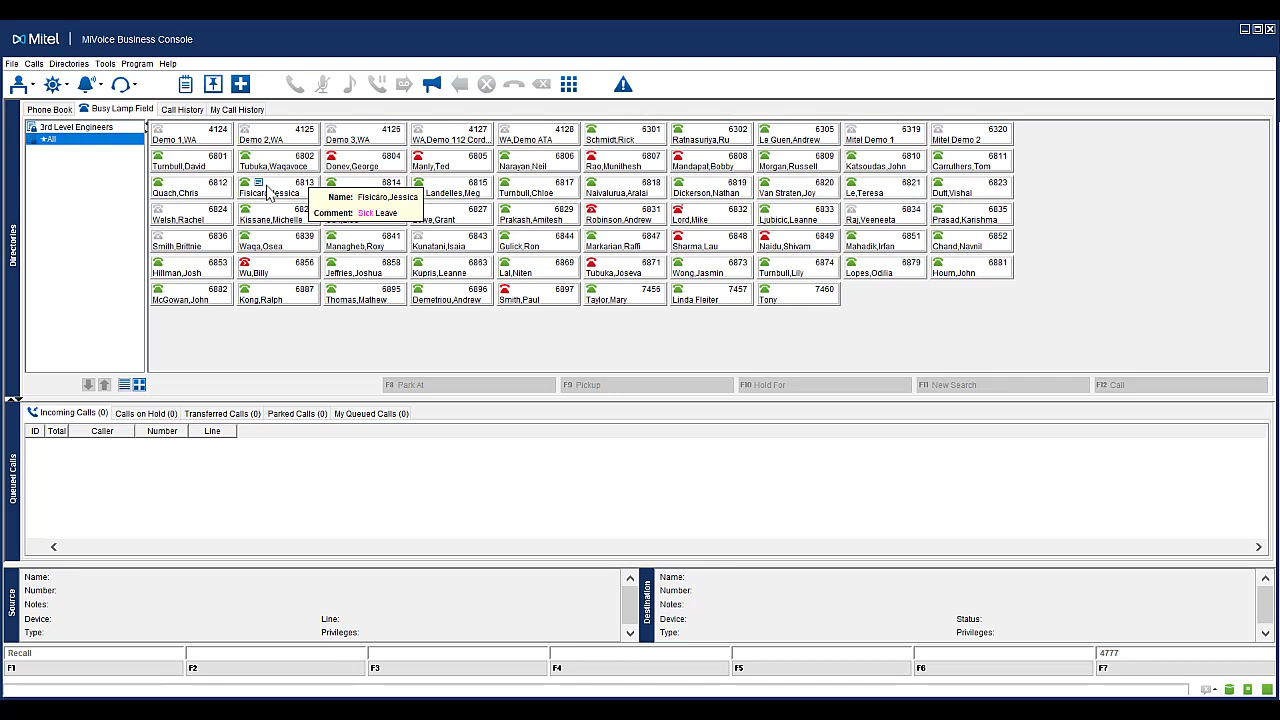 Mitel | MiVoice Business Console
File Calls Directories Tools Program Help
Phone Book Busy Lamp Field Call History My Call History
3rd Level Engineers
★All
Directories
4124 4125 4126 4127 4128 6301 6302 6305 6319 6320
Demo 1,WA Demo 2,WA Demo 3,WA WA,Demo 112 Cord... WA,Demo ATA Schmidt,Rick Ratnasuriya,Ru Le Guen,Andrew Mitel Demo 1 Mitel Demo 2
6801 6802 6804 6805 6806 6807 6808 6809 6810 6811
Turnbull,David Tubuka,Waqavoce Donev,George Manly,Ted Narayan,Neil Rao,Munilhesh Mandapat,Bobby Morgan,Russell Katsoudas,John Carruthers,Tom
6812 6813 6814 6815 6817 6818 6819 6820 6821 6823
Quach,Chris Fisicaro,Jessica Landelles,Meg Turnbull,Chloe Naivalurua,Aralai Dickerson,Nathan Van Straten,Joy Le,Teresa Dutt,Vishal
Name: Fisicaro,Jessica
Comment: Sick Leave
6824 6827 6829 6831 6832 6833 6834 6835
Welsh,Rachel Kissane,Michelle Grant Prakash,Amitesh Robinson,Andrew Lord,Mike Ljubicic,Leanne Raj,Veeneeta Prasad,Karishma
6836 6839 6841 6843 6844 6847 6848 6849 6851 6852
Smith,Brittnie Waqa,Osea Managheb,Roxy Kunatani,Isaia Gulick,Ron Markarian,Raffi Sharma,Lau Naidu,Shivam Mahadik,Irfan Chand,Navnil
6853 6856 6858 6863 6869 6871 6873 6874 6879 6881
Hillman,Josh Wu,Billy Jeffries,Joshua Kupris,Leanne Lal,Niten Tubuka,Joseva Wong,Jasmin Turnbull,Lily Lopes,Odilia Hourn,John
6882 6887 6895 6896 6897 7456 7457 7460
McGowan,John Kong,Ralph Thomas,Mathew Demetriou,Andrew Smith,Paul Taylor,Mary Linda Fleiter Tony
F8 Park At F9 Pickup F10 Hold For F11 New Search F12 Call
Incoming Calls (0) Calls on Hold (0) Transferred Calls (0) Parked Calls (0) My Queued Calls (0)
ID Total Caller Number Line
Queued Calls
Source
Name:
Number:
Notes:
Device: Line:
Type: Privileges:
Destination
Name:
Number:
Notes:
Device: Status:
Type: Privileges:
Recall 4777
F1 F2 F3 F4 F5 F6 F7